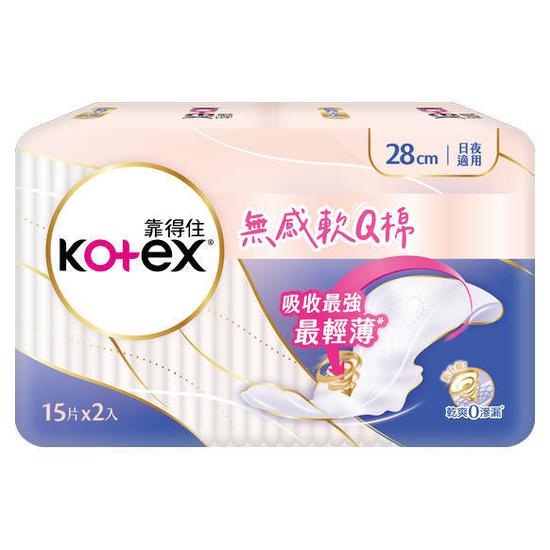 28cm
日夜
適用
靠得住
Kotex®
無感軟Q棉
吸收最強
最輕薄*
15片x2入
乾爽0滲漏*